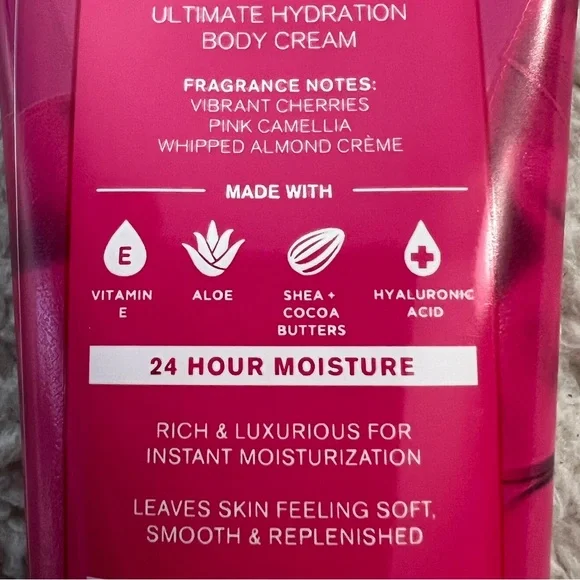 ULTIMATE HYDRATION
BODY CREAM
FRAGRANCE NOTES:
VIBRANT CHERRIES
PINK CAMELLIA
WHIPPED ALMOND CRÈME
MADE WITH
E
VITAMIN
E
ALOE
SHEA +
COCOA
BUTTERS
HYALURONIC
ACID
24 HOUR MOISTURE
RICH & LUXURIOUS FOR
INSTANT MOISTURIZATION
LEAVES SKIN FEELING SOFT,
SMOOTH & REPLENISHED